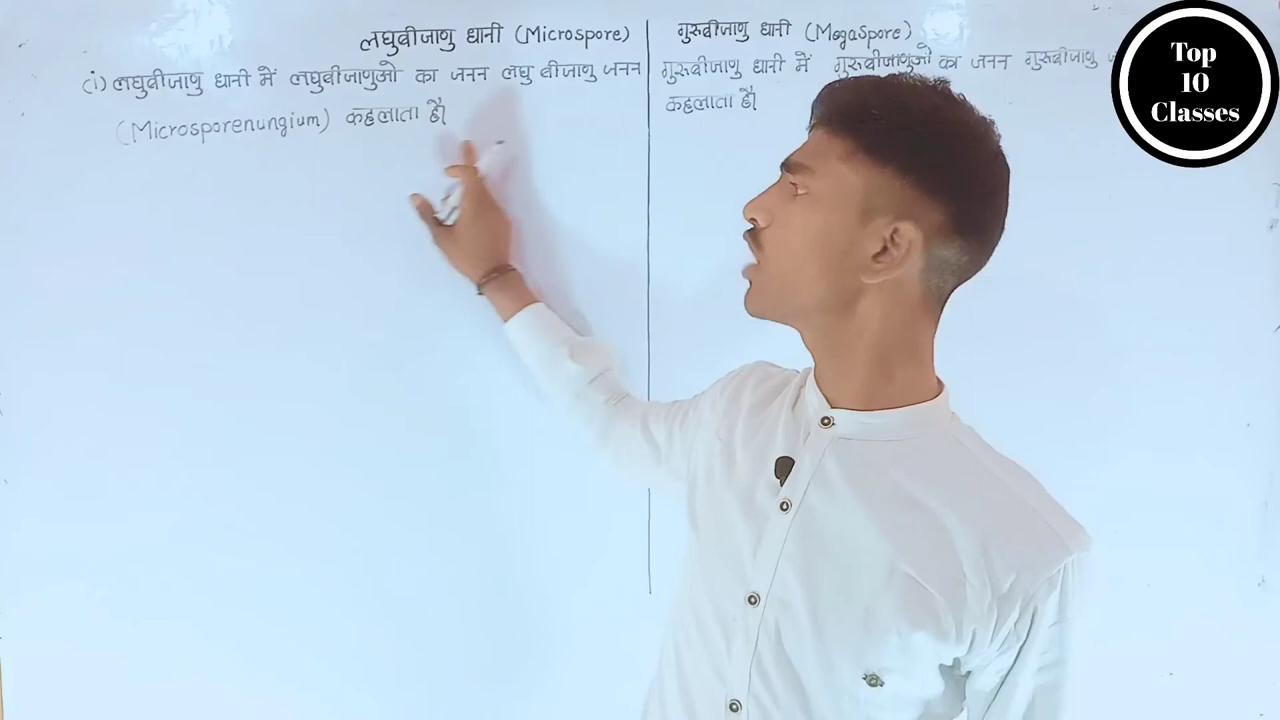 लघुबीजाणु धानी (Microspore)
(i) लघुबीजाणु धानी में लघुबीजाणुओ का जनन लघु बीजाणु जनन
(Microsporenungium) कहलाता है।
गुरुबीजाणु धानी (MegaSpore)
गुरुबीजाणु धानी में गुरुबीजाणुओ का जनन गुरुबीजाणु
कहलाता है।
Top
10
Classes